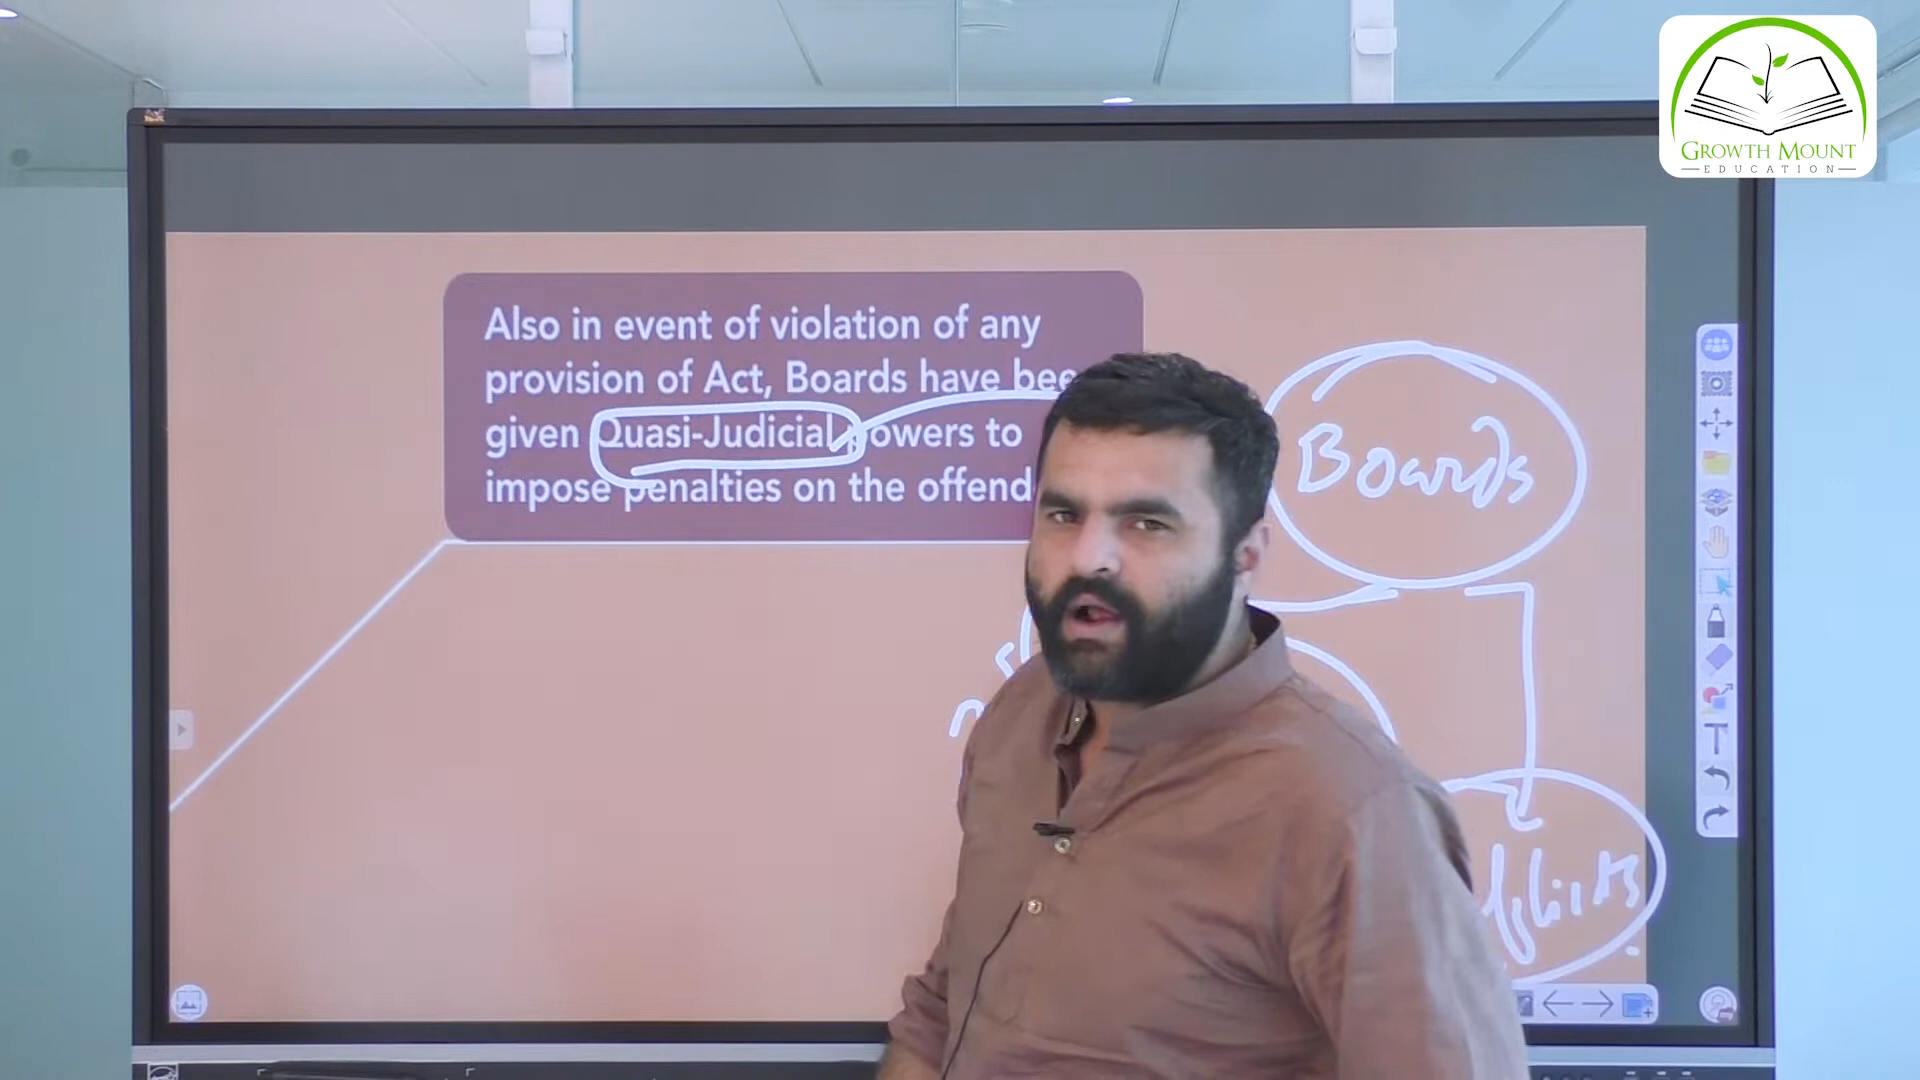 GROWTH MOUNT
EDUCATION
Also in event of violation of any
provision of Act, Boards have bee
given Quasi-Judicial powers to
impose penalties on the offend
Boards